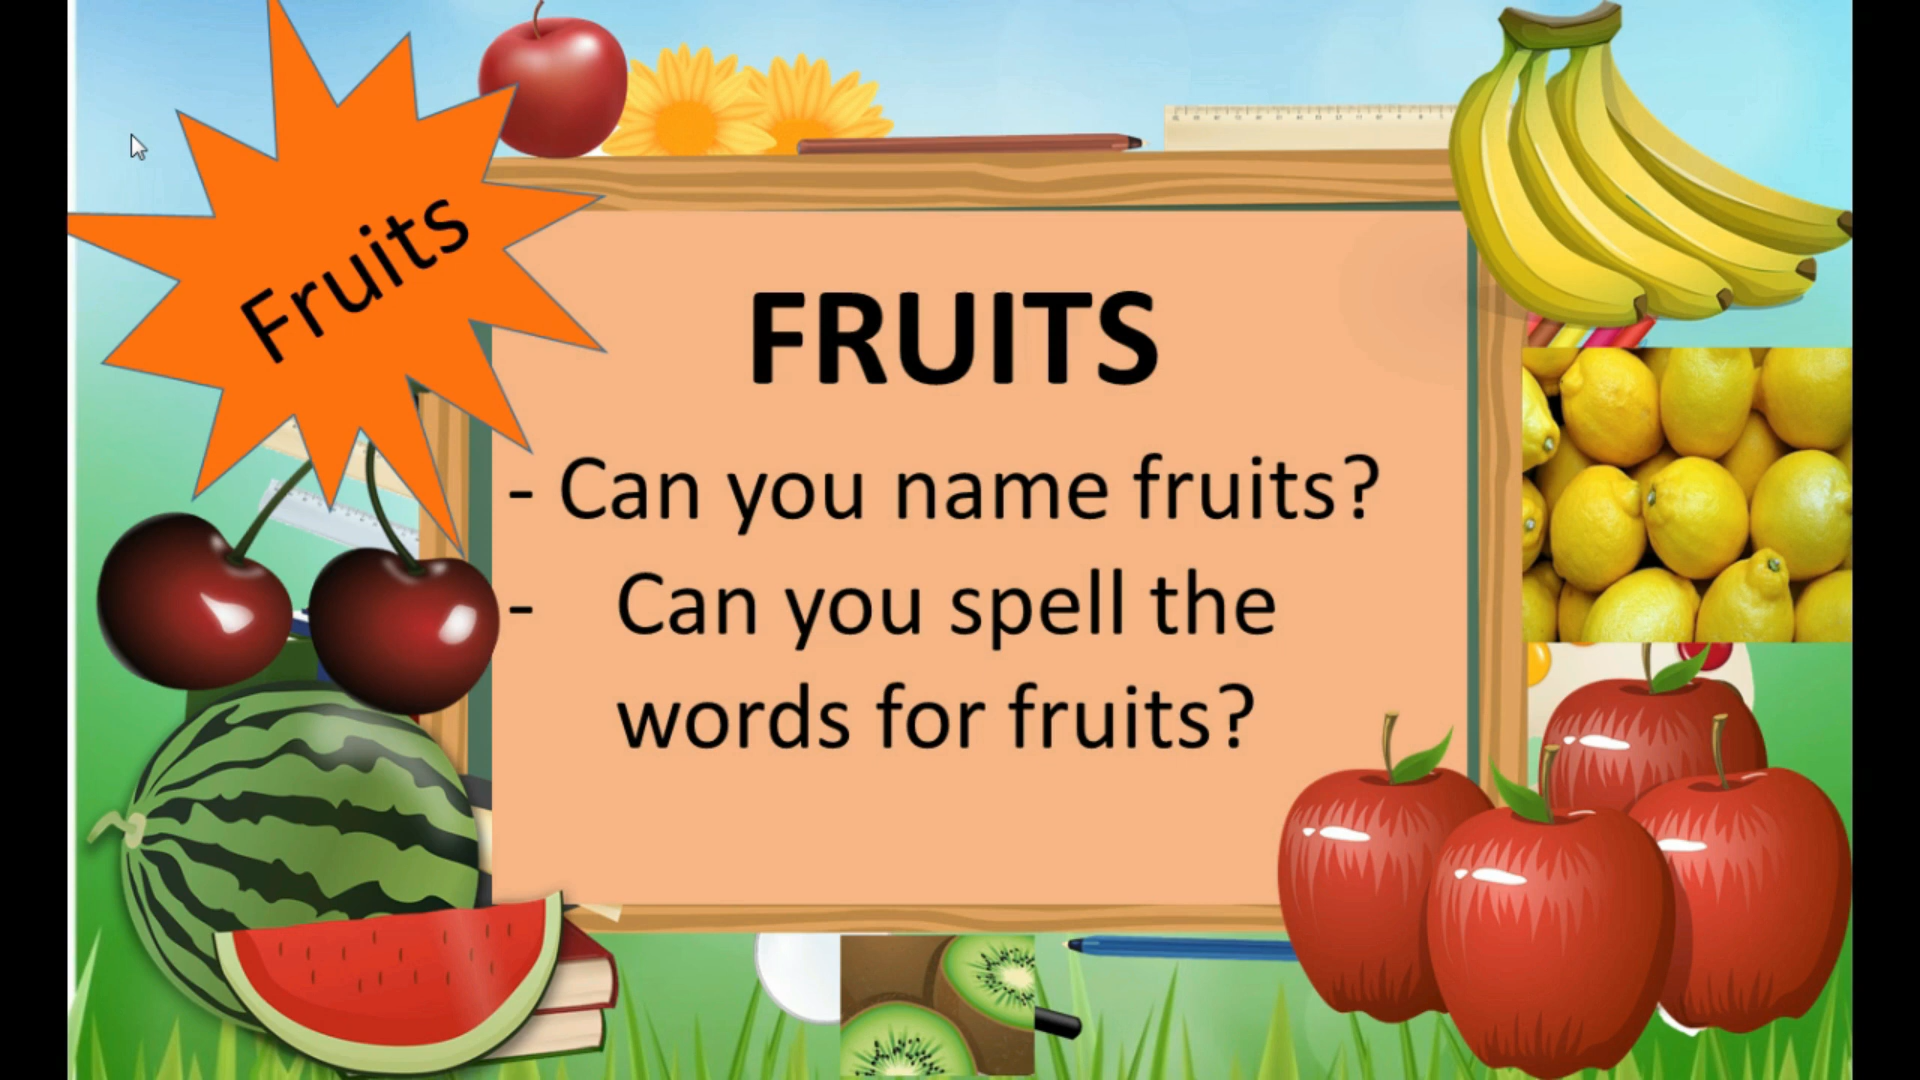 Fruits
FRUITS
- Can you name fruits?
- Can you spell the
words for fruits?